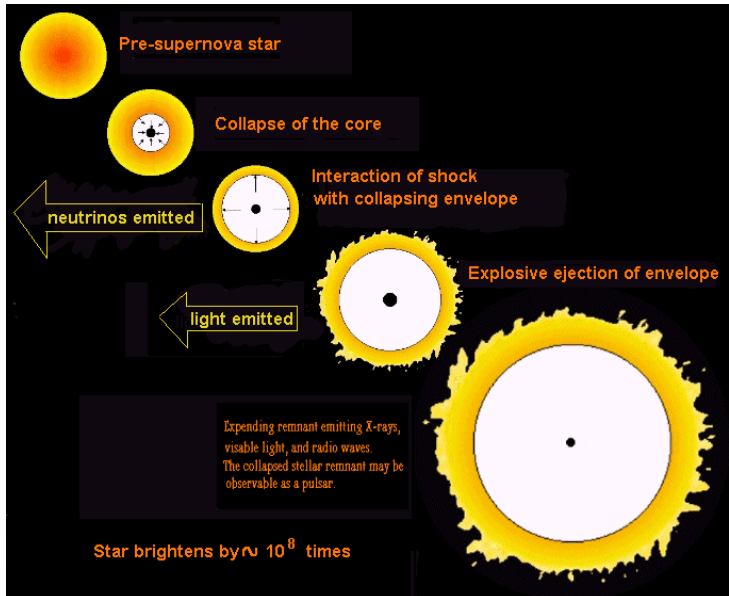 Pre-supernova star
Collapse of the core
Interaction of shock
with collapsing envelope
neutrinos emitted
Explosive ejection of envelope
light emitted
Expending remnant emitting X-rays,
visable light, and radio waves.
The collapsed stellar remnant may be
observable as a pulsar.
Star brightens by ~ 10⁸ times